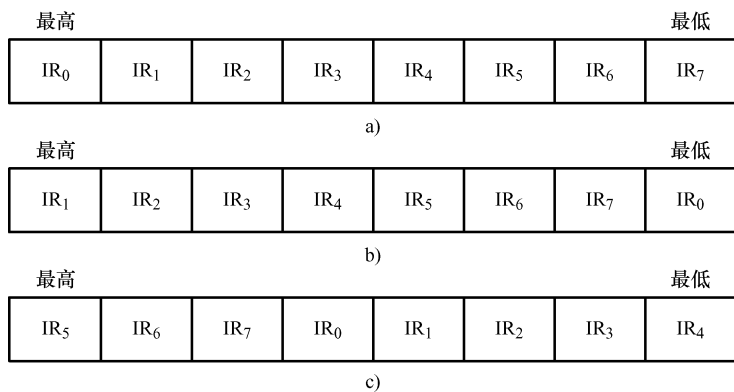 最高 最低
IR₀ IR₁ IR₂ IR₃ IR₄ IR₅ IR₆ IR₇
a)
最高 最低
IR₁ IR₂ IR₃ IR₄ IR₅ IR₆ IR₇ IR₀
b)
最高 最低
IR₅ IR₆ IR₇ IR₀ IR₁ IR₂ IR₃ IR₄
c)